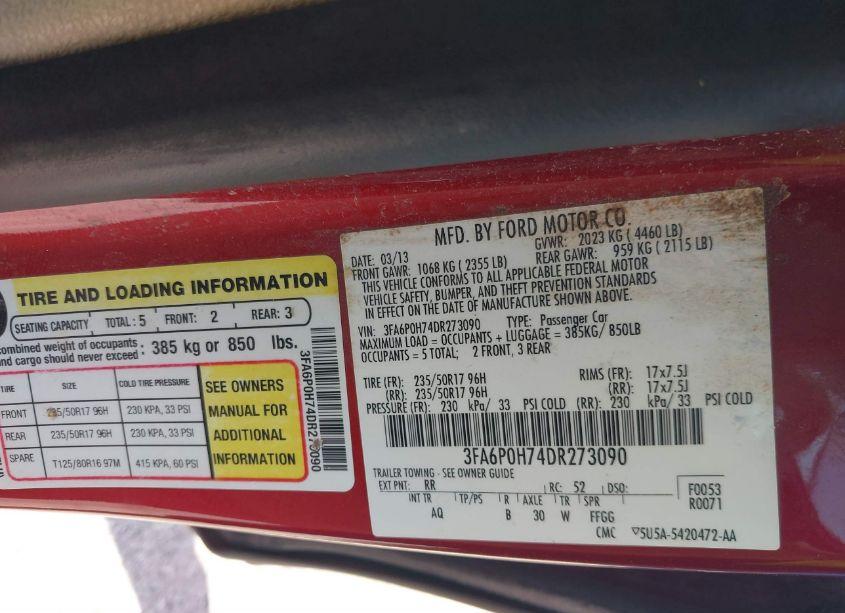 TIRE AND LOADING INFORMATION
SEATING CAPACITY TOTAL: 5 FRONT: 2 REAR: 3
combined weight of occupants
and cargo should never exceed: 385 kg or 850 lbs.
TIRE SIZE COLD TIRE PRESSURE
FRONT 235/50R17 96H 230 KPA, 33 PSI
REAR 235/50R17 96H 230 KPA, 33 PSI
SPARE T125/80R16 97M 415 KPA, 60 PSI
SEE OWNERS
MANUAL FOR
ADDITIONAL
INFORMATION
3FA6P0H74DR273090
MFD. BY FORD MOTOR CO.
DATE: 03/13 GVWR: 2023 KG ( 4460 LB)
FRONT GAWR: 1068 KG ( 2355 LB) REAR GAWR: 959 KG ( 2115 LB)
THIS VEHICLE CONFORMS TO ALL APPLICABLE FEDERAL MOTOR
VEHICLE SAFETY, BUMPER, AND THEFT PREVENTION STANDARDS
IN EFFECT ON THE DATE OF MANUFACTURE SHOWN ABOVE.
VIN: 3FA6P0H74DR273090 TYPE: Passenger Car
MAXIMUM LOAD = OCCUPANTS + LUGGAGE = 385KG/ 850LB
OCCUPANTS = 5 TOTAL; 2 FRONT, 3 REAR
TIRE (FR): 235/50R17 96H RIMS (FR): 17x7.5J
(RR): 235/50R17 96H (RR): 17x7.5J
PRESSURE (FR): 230 kPa/ 33 PSI COLD (RR): 230 kPa/ 33 PSI COLD
3FA6P0H74DR273090
TRAILER TOWING - SEE OWNER GUIDE
EXT PNT: RR RC: 52 DSO: F0053
R0071
INT TR TP/PS R AXLE TR SPR
AQ B 30 W FFGG
CMC ▽5U5A-5420472-AA